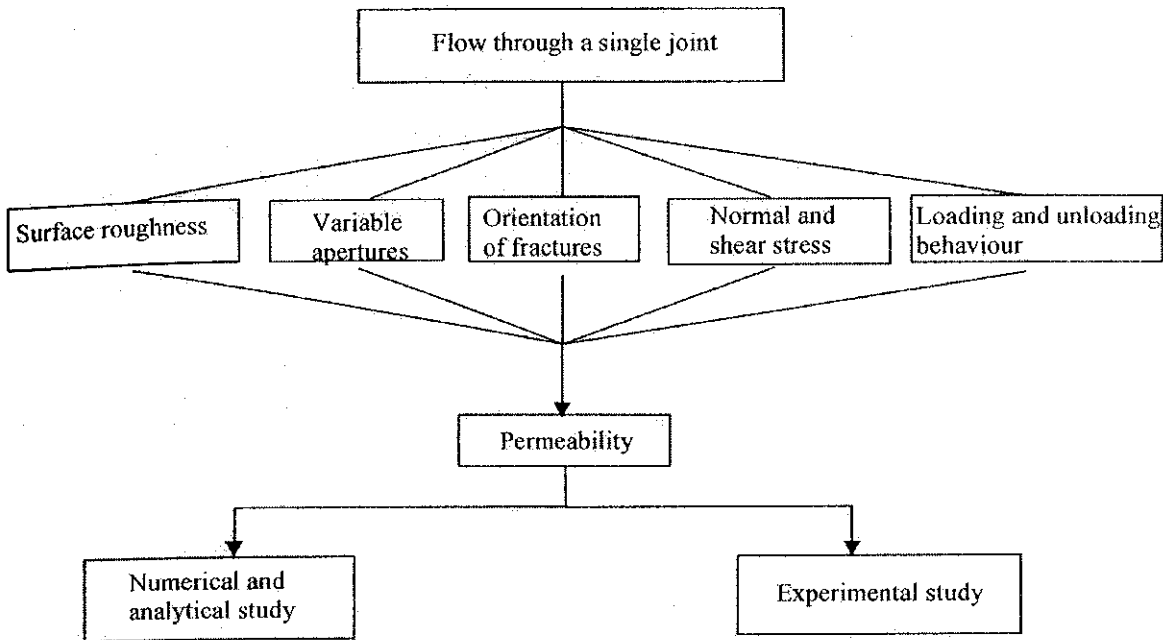 Flow through a single joint
Surface roughness
Variable
apertures
Orientation
of fractures
Normal and
shear stress
Loading and unloading
behaviour
Permeability
Numerical and
analytical study
Experimental study